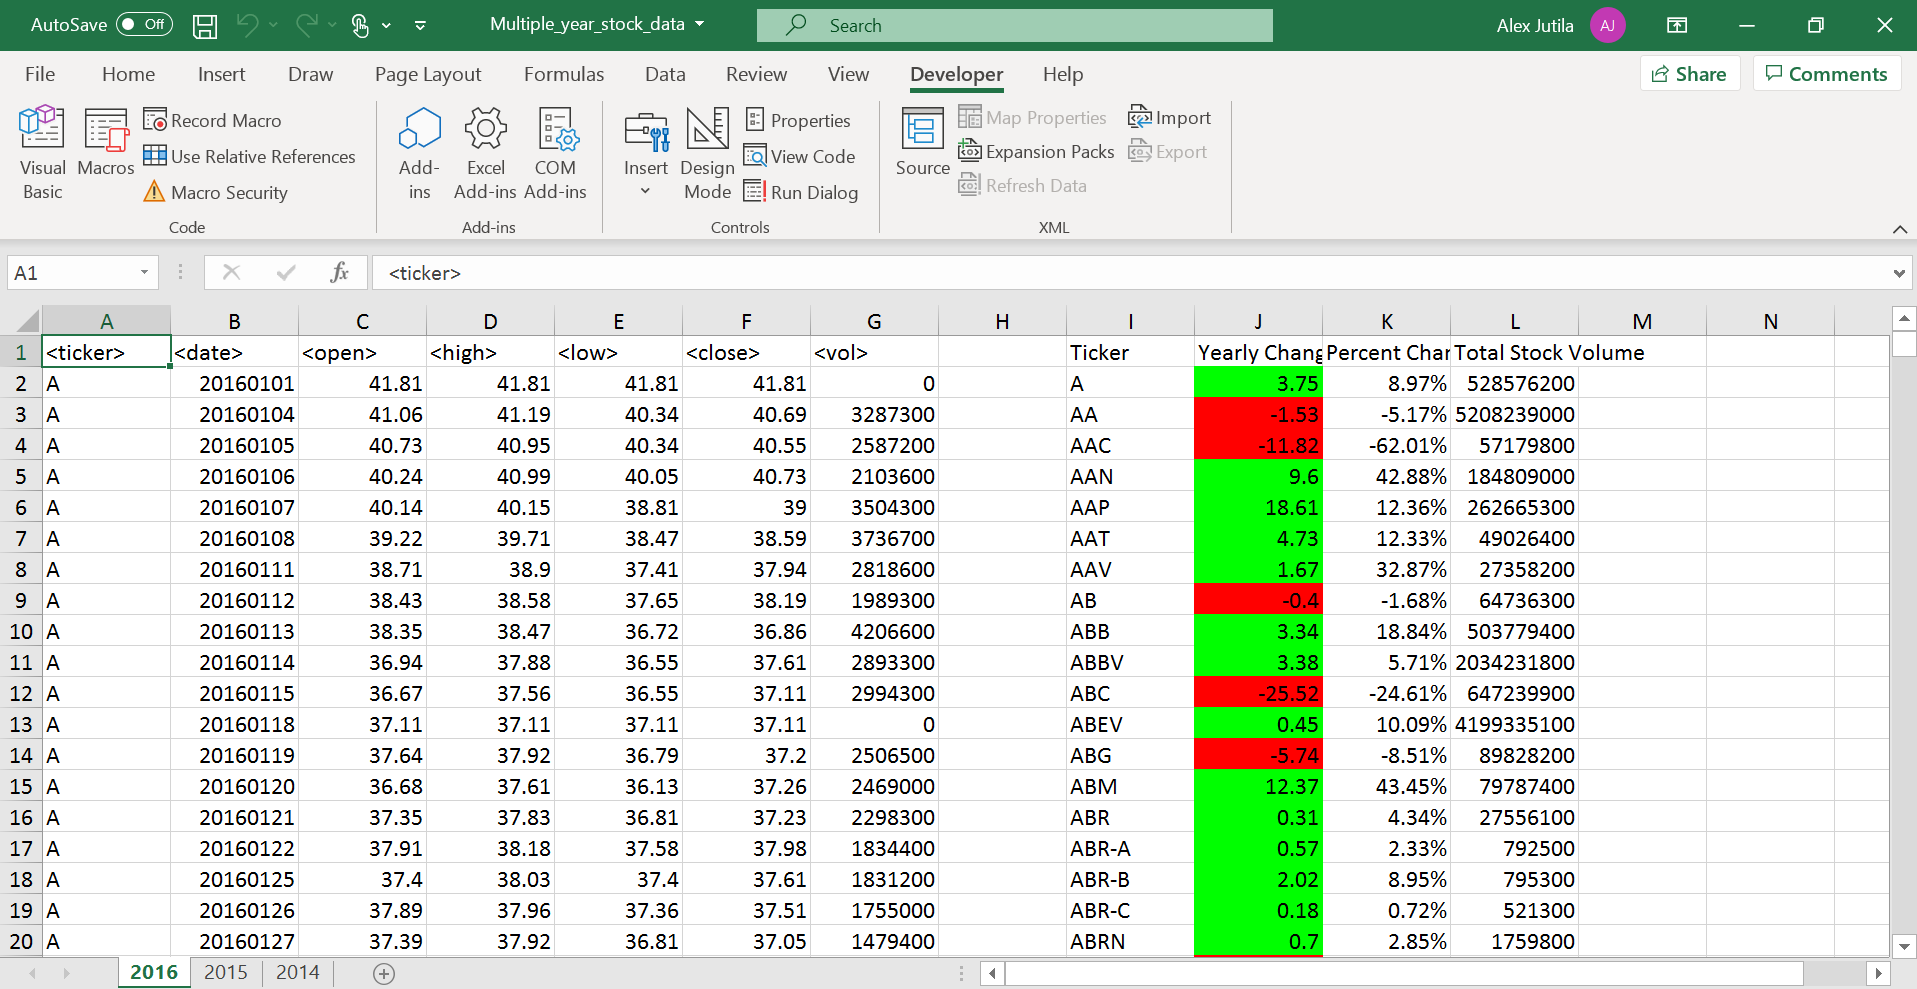 AutoSave Off Multiple_year_stock_data Search Alex Jutila AJ
File Home Insert Draw Page Layout Formulas Data Review View Developer Help Share Comments
Visual Basic Macros Record Macro Use Relative References Macro Security Code
Add-ins Excel Add-ins COM Add-ins Add-ins
Insert Design Mode Properties View Code Run Dialog Controls
Source Map Properties Expansion Packs Refresh Data Import Export XML
A1 fx <ticker>
A B C D E F G H I J K L M N
1 <ticker> <date> <open> <high> <low> <close> <vol> Ticker Yearly Chang Percent Char Total Stock Volume
2 A 20160101 41.81 41.81 41.81 41.81 0 A 3.75 8.97% 528576200
3 A 20160104 41.06 41.19 40.34 40.69 3287300 AA -1.53 -5.17% 5208239000
4 A 20160105 40.73 40.95 40.34 40.55 2587200 AAC -11.82 -62.01% 57179800
5 A 20160106 40.24 40.99 40.05 40.73 2103600 AAN 9.6 42.88% 184809000
6 A 20160107 40.14 40.15 38.81 39 3504300 AAP 18.61 12.36% 262665300
7 A 20160108 39.22 39.71 38.47 38.59 3736700 AAT 4.73 12.33% 49026400
8 A 20160111 38.71 38.9 37.41 37.94 2818600 AAV 1.67 32.87% 27358200
9 A 20160112 38.43 38.58 37.65 38.19 1989300 AB -0.4 -1.68% 64736300
10 A 20160113 38.35 38.47 36.72 36.86 4206600 ABB 3.34 18.84% 503779400
11 A 20160114 36.94 37.88 36.55 37.61 2893300 ABBV 3.38 5.71% 2034231800
12 A 20160115 36.67 37.56 36.55 37.11 2994300 ABC -25.52 -24.61% 647239900
13 A 20160118 37.11 37.11 37.11 37.11 0 ABEV 0.45 10.09% 4199335100
14 A 20160119 37.64 37.92 36.79 37.2 2506500 ABG -5.74 -8.51% 89828200
15 A 20160120 36.68 37.61 36.13 37.26 2469000 ABM 12.37 43.45% 79787400
16 A 20160121 37.35 37.83 36.81 37.23 2298300 ABR 0.31 4.34% 27556100
17 A 20160122 37.91 38.18 37.58 37.98 1834400 ABR-A 0.57 2.33% 792500
18 A 20160125 37.4 38.03 37.4 37.61 1831200 ABR-B 2.02 8.95% 795300
19 A 20160126 37.89 37.96 37.36 37.51 1755000 ABR-C 0.18 0.72% 521300
20 A 20160127 37.39 37.92 36.81 37.05 1479400 ABRN 0.7 2.85% 1759800
2016 2015 2014